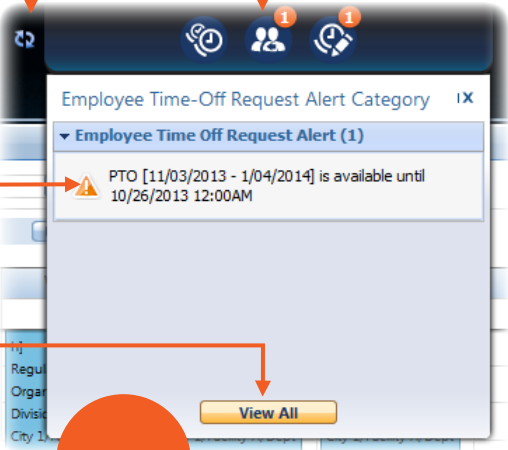 1
1
Employee Time-Off Request Alert Category
X
Employee Time Off Request Alert (1)
PTO [11/03/2013 - 1/04/2014] is available until
10/26/2013 12:00AM
View All
Regul
Organ
Divisio
City 1/